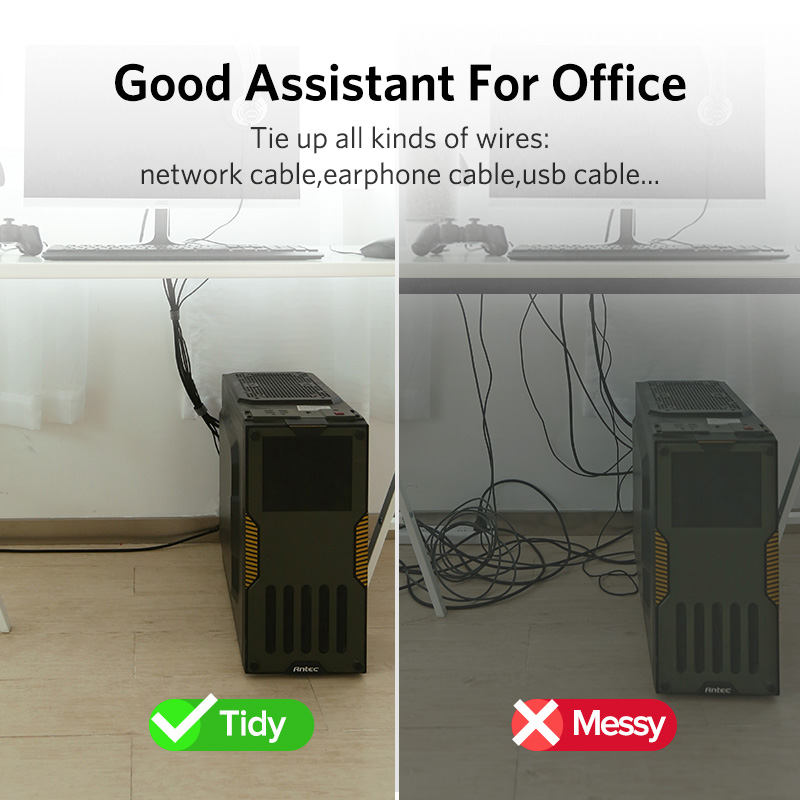 Good Assistant For Office
Tie up all kinds of wires:
network cable,earphone cable,usb cable...
Antec
Antec
Tidy
Messy